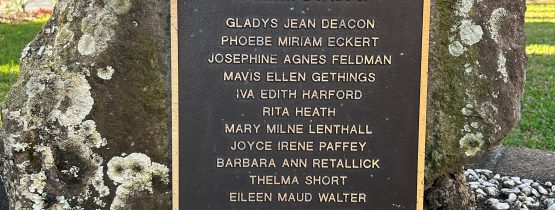 GLADYS JEAN DEACON
PHOEBE MIRIAM ECKERT
JOSEPHINE AGNES FELDMAN
MAVIS ELLEN GETHINGS
IVA EDITH HARFORD
RITA HEATH
MARY MILNE LENTHALL
JOYCE IRENE PAFFEY
BARBARA ANN RETALLICK
THELMA SHORT
EILEEN MAUD WALTER